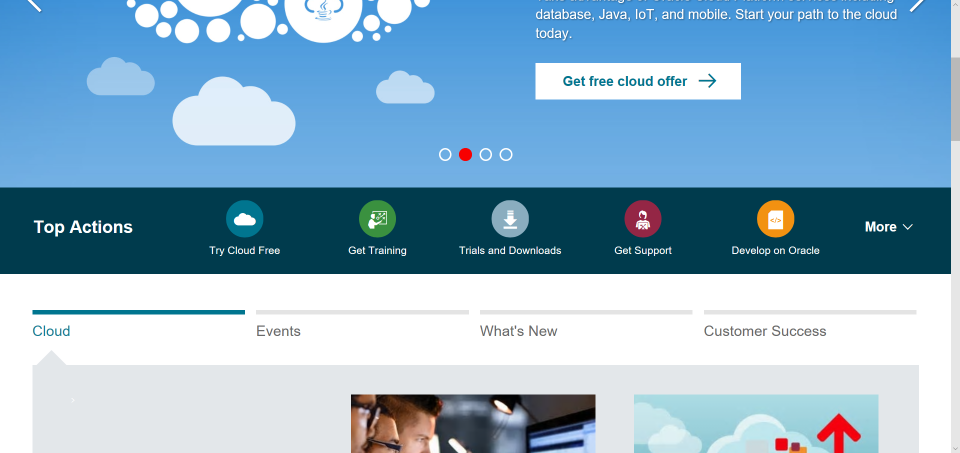 database, Java, IoT, and mobile. Start your path to the cloud
today.
Get free cloud offer
Top Actions
Try Cloud Free
Get Training
Trials and Downloads
Get Support
Develop on Oracle
More
Cloud
Events
What's New
Customer Success